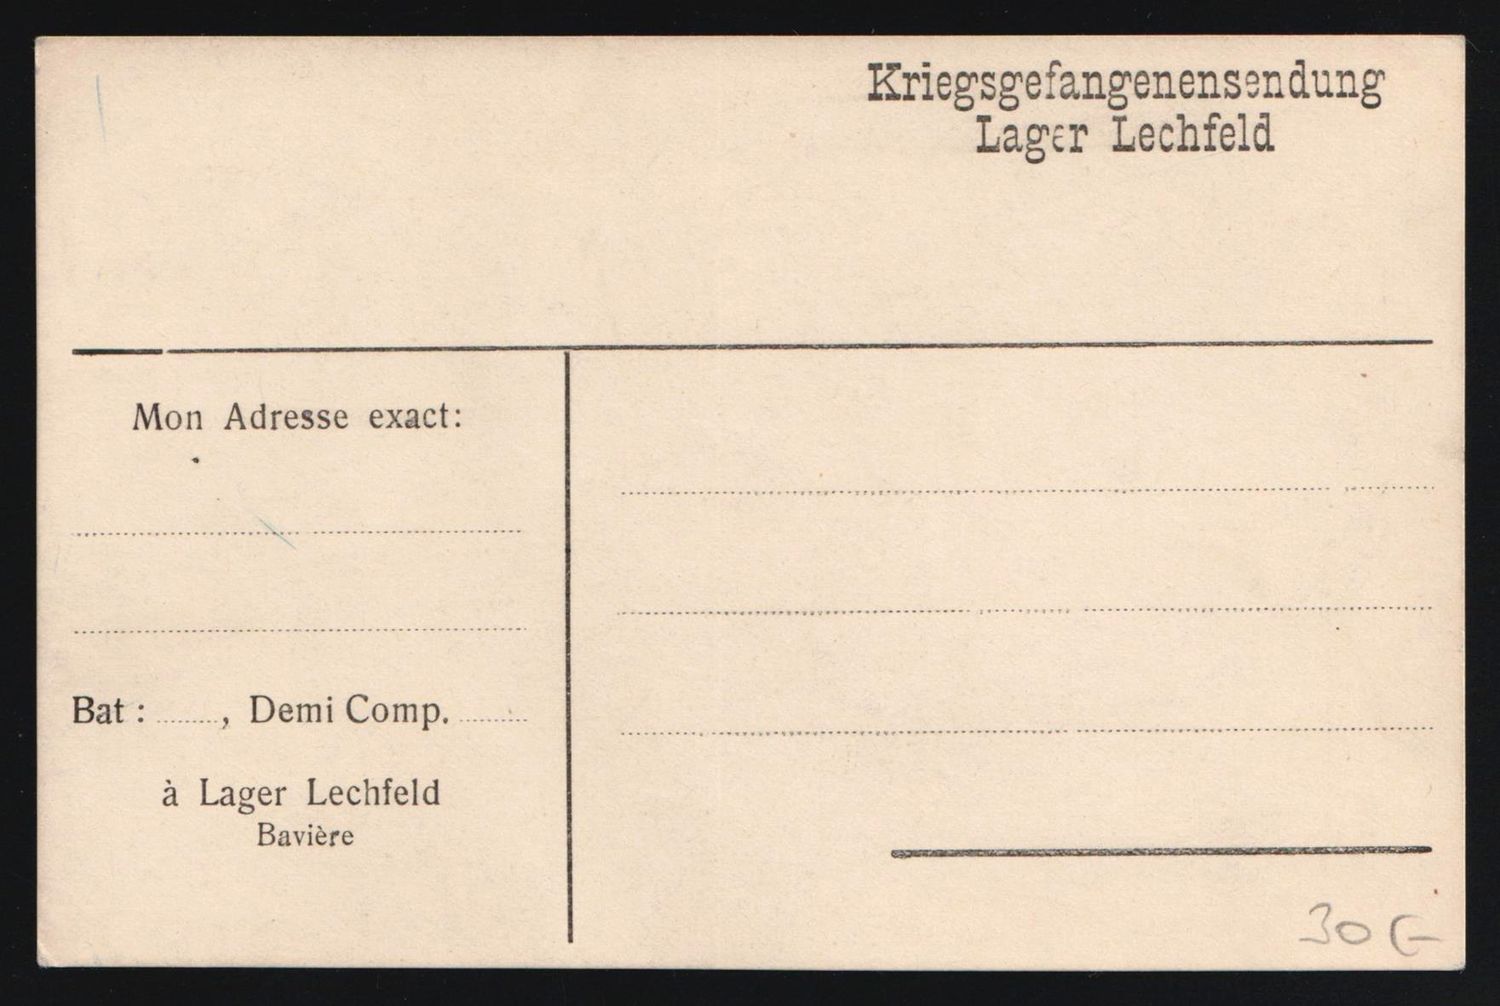 Kriegsgefangenensendung
Lager Lechfeld
Mon Adresse exact:
Bat : ........, Demi Comp. .........
à Lager Lechfeld
Bavière
30 €